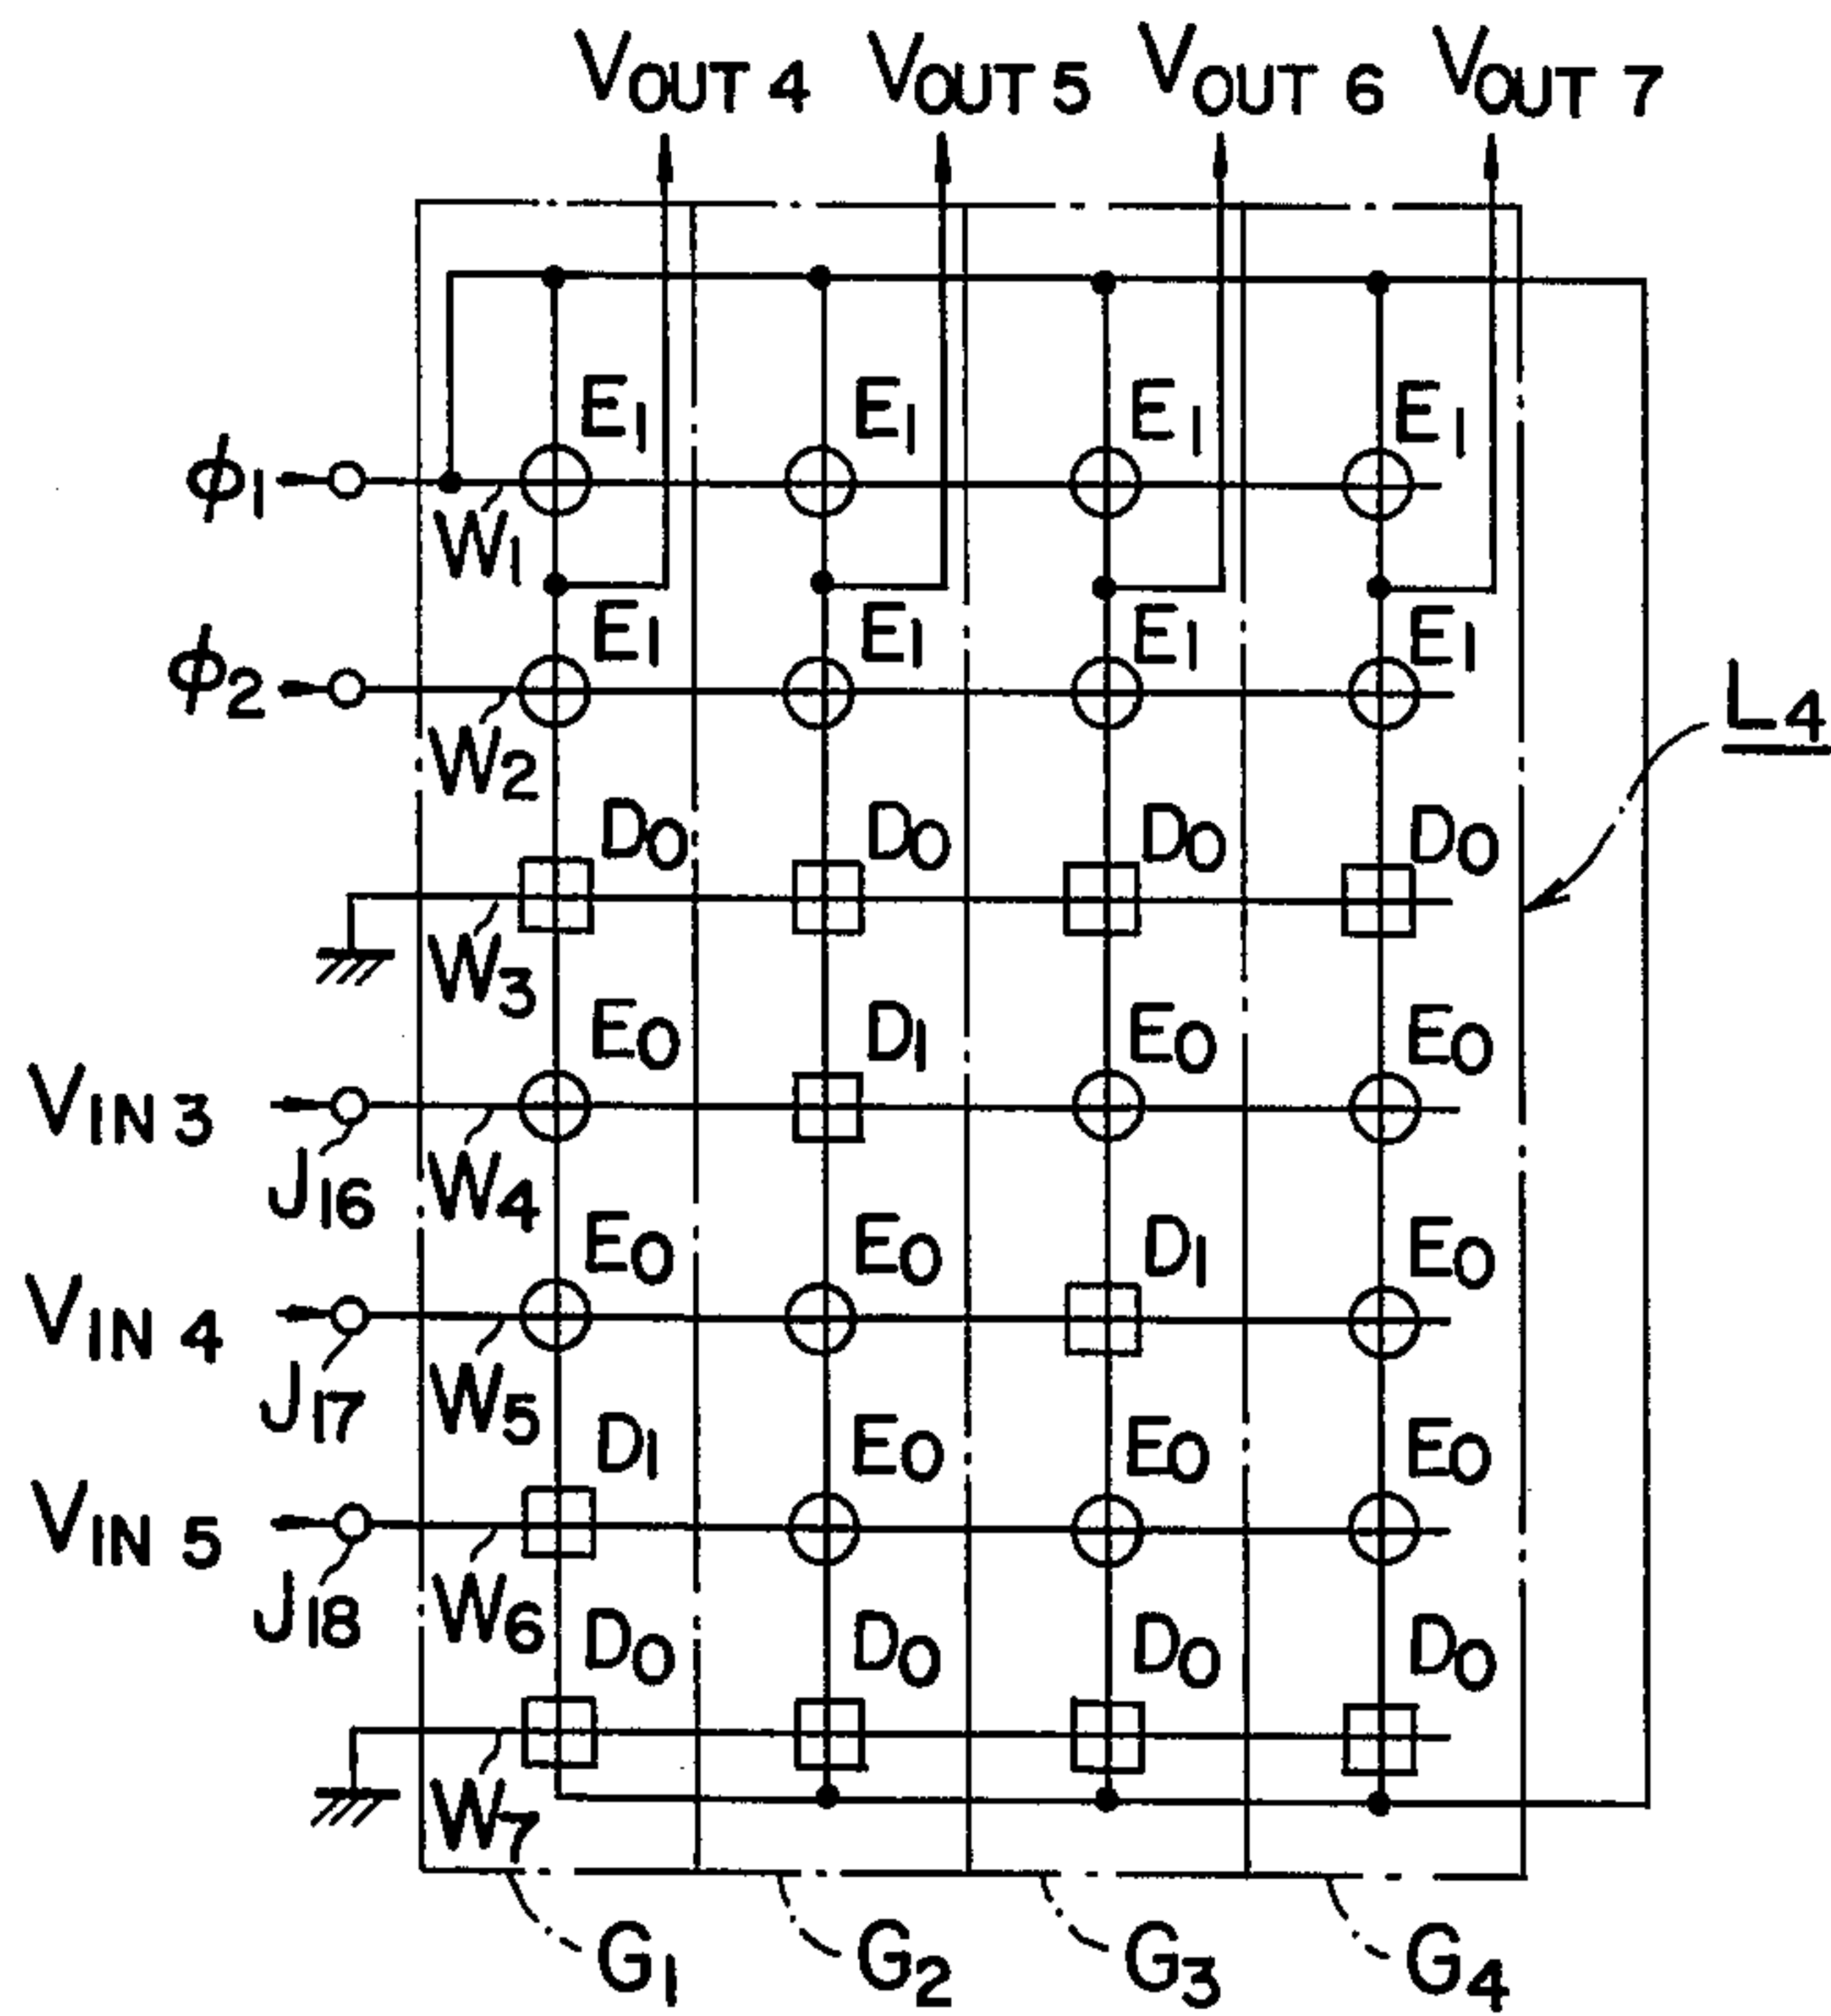 VOUT 4 VOUT 5 VOUT 6 VOUT 7
E1 E1 E1 E1
ϕ1
W1
E1 E1 E1 E1
ϕ2
L4
W2
D0 D0 D0 D0
W3
E0 D1 E0 E0
VIN 3
J16 W4
E0 E0 D1 E0
VIN 4
J17 W5
D1 E0 E0 E0
VIN 5
J18 W6
D0 D0 D0 D0
W7
G1 G2 G3 G4